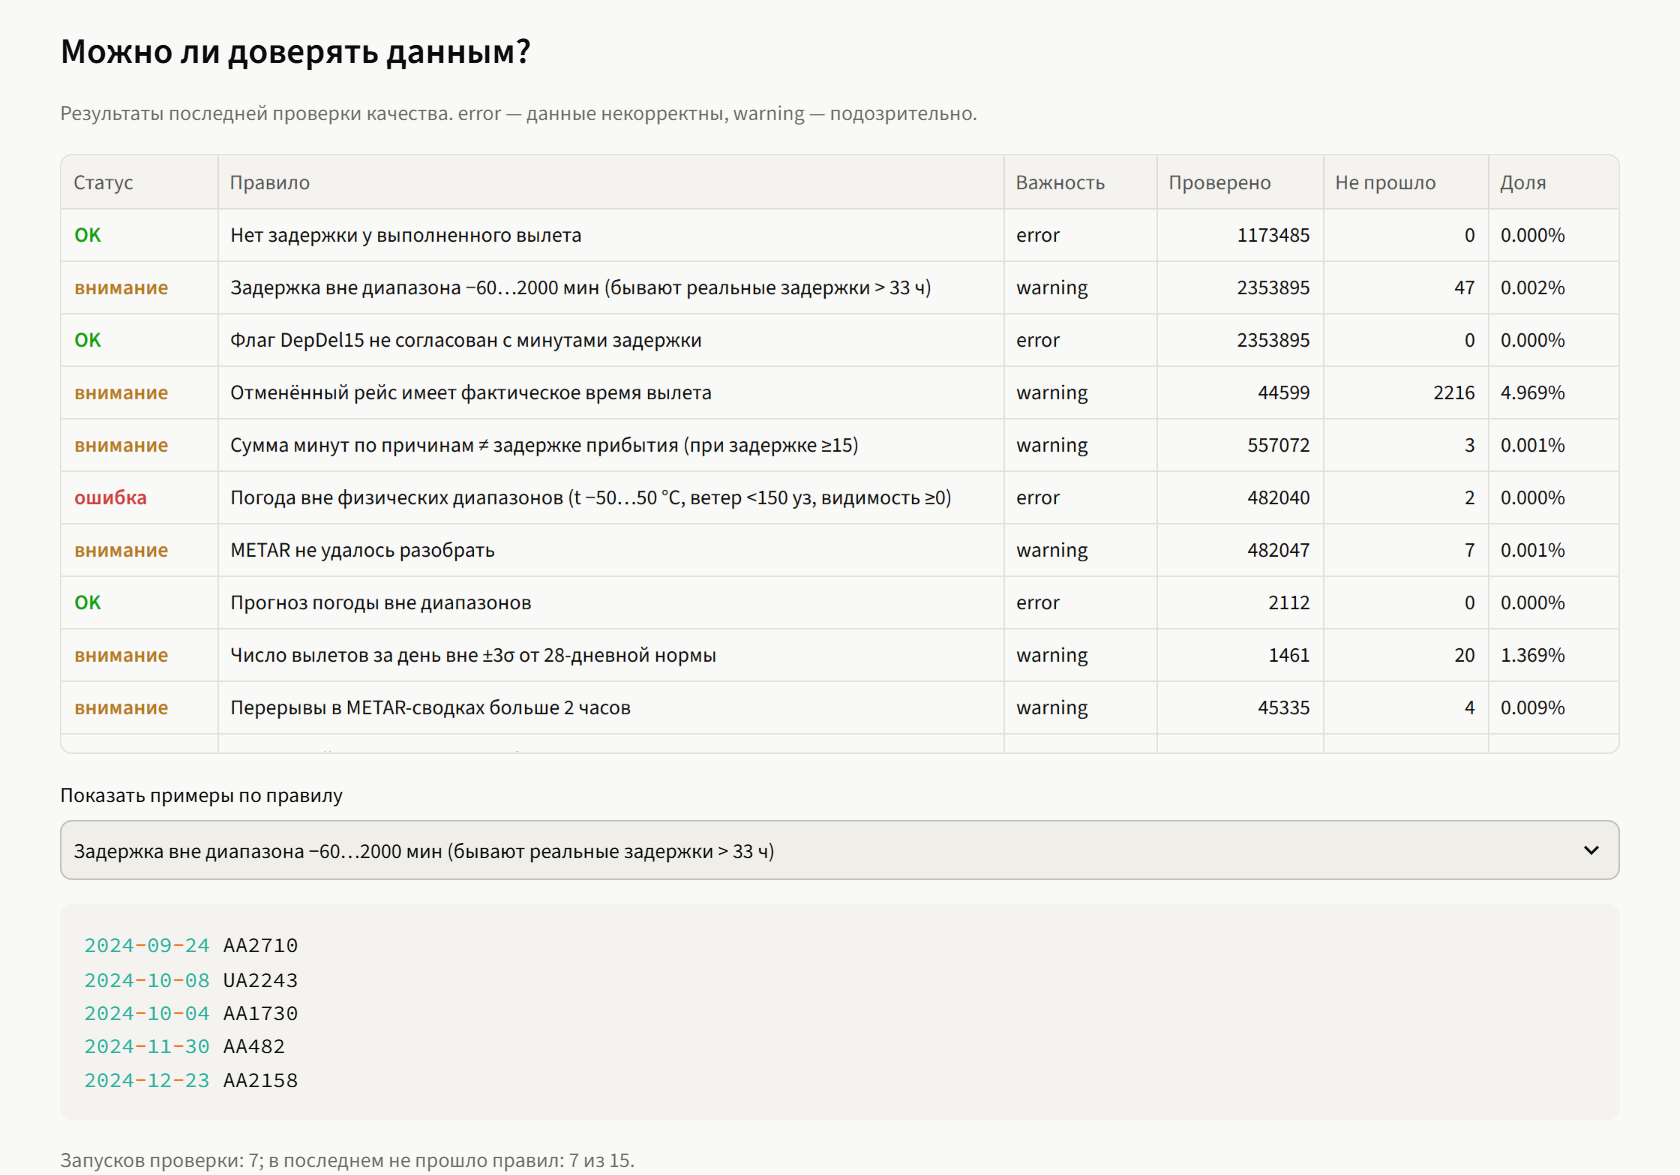 Можно ли доверять данным?
Результаты последней проверки качества. error — данные некорректны, warning — подозрительно.
Статус Правило Важность Проверено Не прошло Доля
OK Нет задержки у выполненного вылета error 1173485 0 0.000%
внимание Задержка вне диапазона −60…2000 мин (бывают реальные задержки > 33 ч) warning 2353895 47 0.002%
OK Флаг DepDel15 не согласован с минутами задержки error 2353895 0 0.000%
внимание Отменённый рейс имеет фактическое время вылета warning 44599 2216 4.969%
внимание Сумма минут по причинам ≠ задержке прибытия (при задержке ≥15) warning 557072 3 0.001%
ошибка Погода вне физических диапазонов (t −50…50 °C, ветер <150 уз, видимость ≥0) error 482040 2 0.000%
внимание METAR не удалось разобрать warning 482047 7 0.001%
OK Прогноз погоды вне диапазонов error 2112 0 0.000%
внимание Число вылетов за день вне ±3σ от 28-дневной нормы warning 1461 20 1.369%
внимание Перерывы в METAR-сводках больше 2 часов warning 45335 4 0.009%
Показать примеры по правилу
Задержка вне диапазона −60…2000 мин (бывают реальные задержки > 33 ч)
2024-09-24 AA2710
2024-10-08 UA2243
2024-10-04 AA1730
2024-11-30 AA482
2024-12-23 AA2158
Запусков проверки: 7; в последнем не прошло правил: 7 из 15.